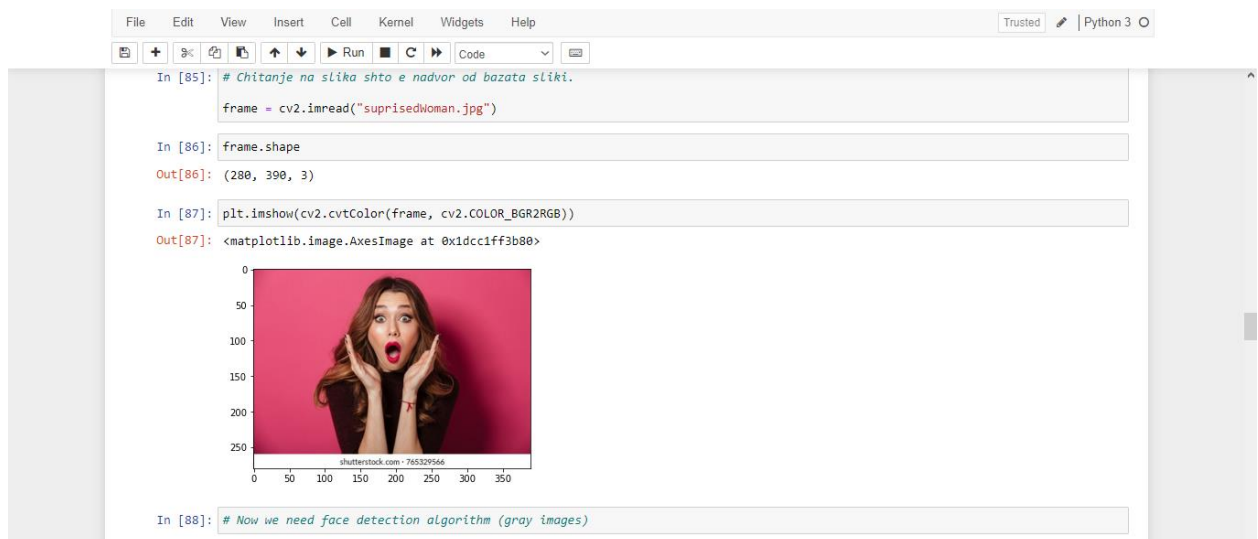 File Edit View Insert Cell Kernel Widgets Help Trusted Python 3
Run Code
In [85]: # Chitanje na slika shto e nadvor od bazata sliki.
frame = cv2.imread("suprisedWoman.jpg")
In [86]: frame.shape
Out[86]: (280, 390, 3)
In [87]: plt.imshow(cv2.cvtColor(frame, cv2.COLOR_BGR2RGB))
Out[87]: <matplotlib.image.AxesImage at 0x1dcc1ff3b80>
0
50
100
150
200
250
shutterstock.com · 765329566
0 50 100 150 200 250 300 350
In [88]: # Now we need face detection algorithm (gray images)